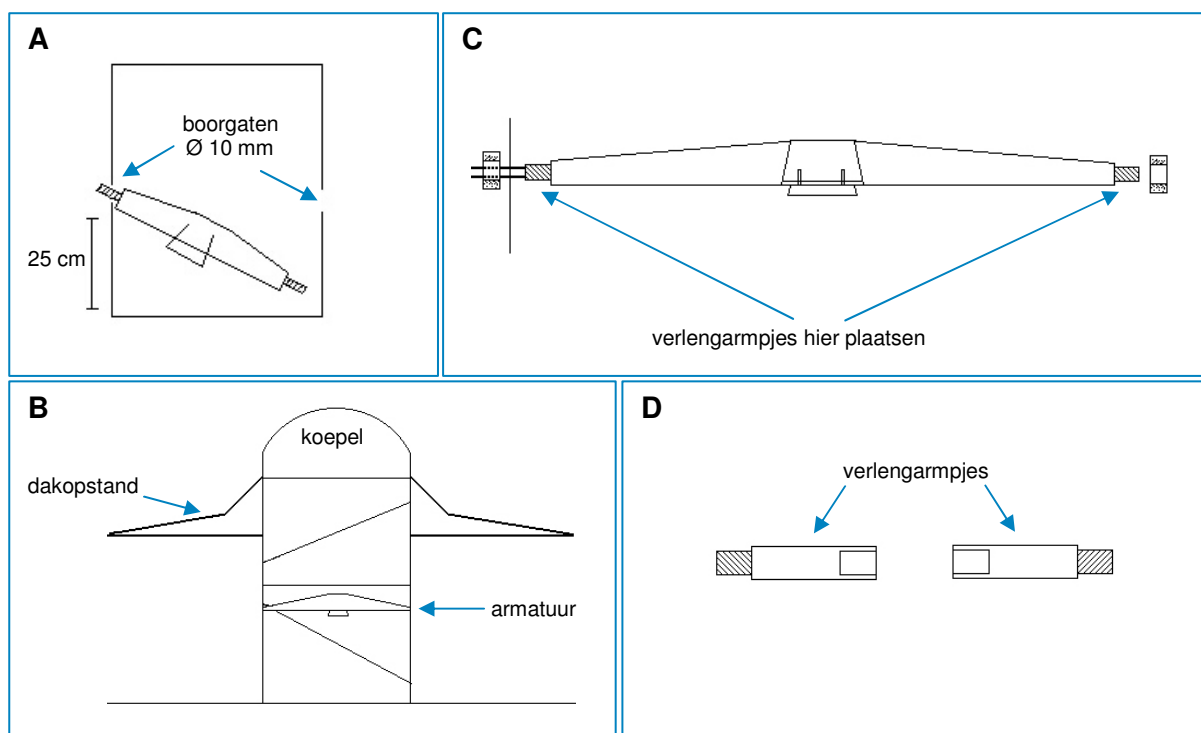 A
boorgaten
Ø 10 mm
25 cm
C
verlengarmpjes hier plaatsen
B
koepel
dakopstand
armatuur
D
verlengarmpjes